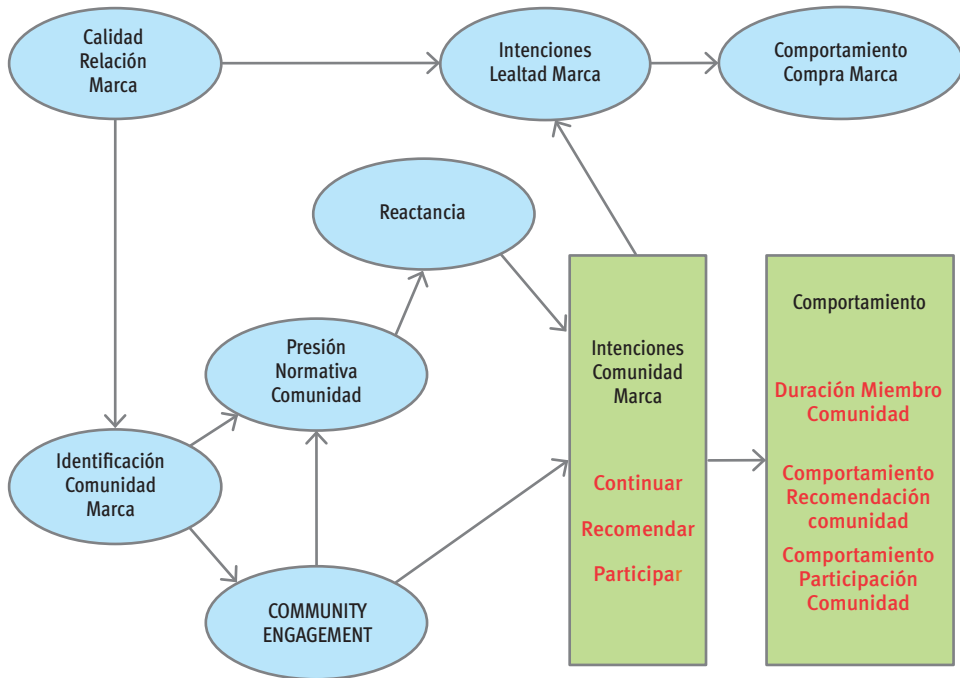 Calidad
Relación
Marca
Intenciones
Lealtad Marca
Comportamiento
Compra Marca
Reactancia
Presión
Normativa
Comunidad
Identificación
Comunidad
Marca
COMMUNITY
ENGAGEMENT
Intenciones
Comunidad
Marca
Continuar
Recomendar
Participar
Comportamiento
Duración Miembro
Comunidad
Comportamiento
Recomendación
comunidad
Comportamiento
Participación
Comunidad